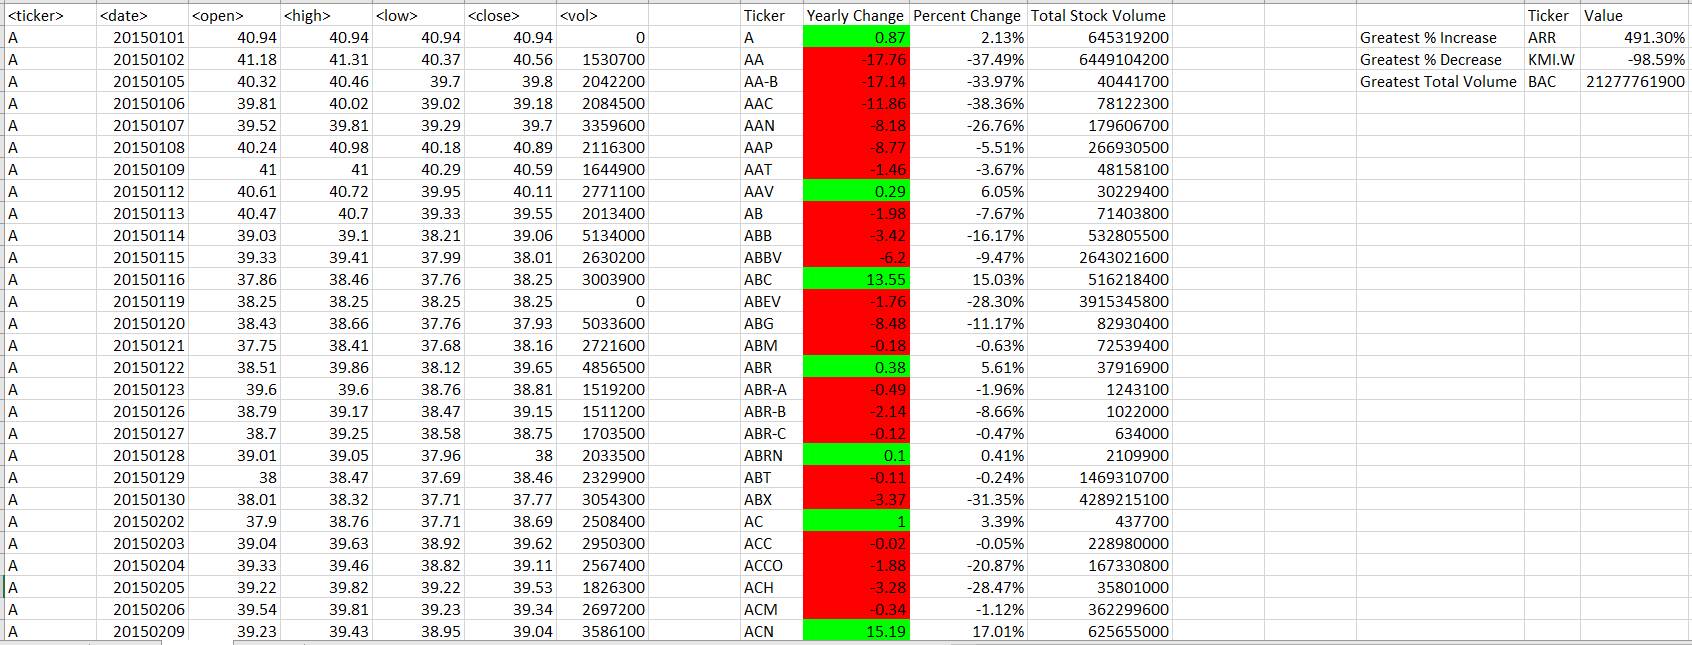 <ticker> <date> <open> <high> <low> <close> <vol> Ticker Yearly Change Percent Change Total Stock Volume Ticker Value
A 20150101 40.94 40.94 40.94 40.94 0 A 0.87 2.13% 645319200 Greatest % Increase ARR 491.30%
A 20150102 41.18 41.31 40.37 40.56 1530700 AA -17.76 -37.49% 6449104200 Greatest % Decrease KMI.W -98.59%
A 20150105 40.32 40.46 39.7 39.8 2042200 AA-B -17.14 -33.97% 40441700 Greatest Total Volume BAC 21277761900
A 20150106 39.81 40.02 39.02 39.18 2084500 AAC -11.86 -38.36% 78122300
A 20150107 39.52 39.81 39.29 39.7 3359600 AAN -8.18 -26.76% 179606700
A 20150108 40.24 40.98 40.18 40.89 2116300 AAP -8.77 -5.51% 266930500
A 20150109 41 41 40.29 40.59 1644900 AAT -1.46 -3.67% 48158100
A 20150112 40.61 40.72 39.95 40.11 2771100 AAV 0.29 6.05% 30229400
A 20150113 40.47 40.7 39.33 39.55 2013400 AB -1.98 -7.67% 71403800
A 20150114 39.03 39.1 38.21 39.06 5134000 ABB -3.42 -16.17% 532805500
A 20150115 39.33 39.41 37.99 38.01 2630200 ABBV -6.2 -9.47% 2643021600
A 20150116 37.86 38.46 37.76 38.25 3003900 ABC 13.55 15.03% 516218400
A 20150119 38.25 38.25 38.25 38.25 0 ABEV -1.76 -28.30% 3915345800
A 20150120 38.43 38.66 37.76 37.93 5033600 ABG -8.48 -11.17% 82930400
A 20150121 37.75 38.41 37.68 38.16 2721600 ABM -0.18 -0.63% 72539400
A 20150122 38.51 39.86 38.12 39.65 4856500 ABR 0.38 5.61% 37916900
A 20150123 39.6 39.6 38.76 38.81 1519200 ABR-A -0.49 -1.96% 1243100
A 20150126 38.79 39.17 38.47 39.15 1511200 ABR-B -2.14 -8.66% 1022000
A 20150127 38.7 39.25 38.58 38.75 1703500 ABR-C -0.12 -0.47% 634000
A 20150128 39.01 39.05 37.96 38 2033500 ABRN 0.1 0.41% 2109900
A 20150129 38 38.47 37.69 38.46 2329900 ABT -0.11 -0.24% 1469310700
A 20150130 38.01 38.32 37.71 37.77 3054300 ABX -3.37 -31.35% 4289215100
A 20150202 37.9 38.76 37.71 38.69 2508400 AC 1 3.39% 437700
A 20150203 39.04 39.63 38.92 39.62 2950300 ACC -0.02 -0.05% 228980000
A 20150204 39.33 39.46 38.82 39.11 2567400 ACCO -1.88 -20.87% 167330800
A 20150205 39.22 39.82 39.22 39.53 1826300 ACH -3.28 -28.47% 35801000
A 20150206 39.54 39.81 39.23 39.34 2697200 ACM -0.34 -1.12% 362299600
A 20150209 39.23 39.43 38.95 39.04 3586100 ACN 15.19 17.01% 625655000